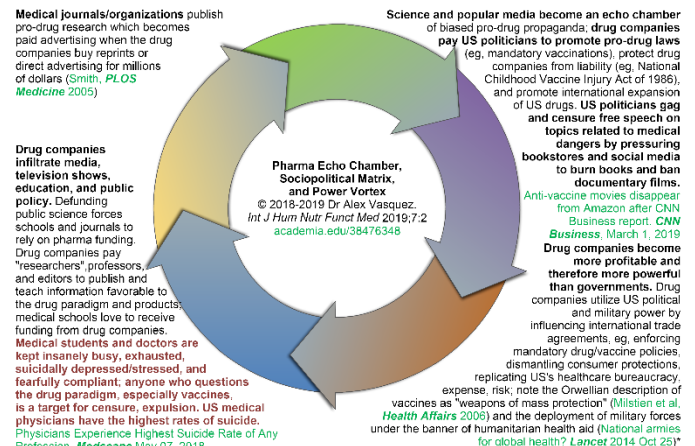 Medical journals/organizations publish
pro-drug research which becomes
paid advertising when the drug
companies buy reprints or
direct advertising for millions
of dollars (Smith, PLOS
Medicine 2005)
Science and popular media become an echo chamber
of biased pro-drug propaganda; drug companies
pay US politicians to promote pro-drug laws
(eg, mandatory vaccinations), protect drug
companies from liability (eg, National
Childhood Vaccine Injury Act of 1986),
and promote international expansion
of US drugs. US politicians gag
and censure free speech on
topics related to medical
dangers by pressuring
bookstores and social media
to burn books and ban
documentary films.
Anti-vaccine movies disappear
from Amazon after CNN
Business report. CNN
Business, March 1, 2019
Drug companies become
more profitable and
therefore more powerful
than governments. Drug
companies utilize US political
and military power by
influencing international trade
agreements, eg, enforcing
mandatory drug/vaccine policies,
dismantling consumer protections,
replicating US's healthcare bureaucracy,
expense, risk; note the Orwellian description of
vaccines as "weapons of mass protection" (Milstien et al,
Health Affairs 2006) and the deployment of military forces
under the banner of humanitarian health aid (National armies
for global health? Lancet 2014 Oct 25)
Pharma Echo Chamber,
Sociopolitical Matrix,
and Power Vortex
© 2018-2019 Dr Alex Vasquez.
Int J Hum Nutr Funct Med 2019;7:2
academia.edu/38476348
Drug companies
infiltrate media,
television shows,
education, and public
policy. Defunding
public science forces
schools and journals to
rely on pharma funding.
Drug companies pay
"researchers",professors,
and editors to publish and
teach information favorable to
the drug paradigm and products;
medical schools love to receive
funding from drug companies.
Medical students and doctors are
kept insanely busy, exhausted,
suicidally depressed/stressed, and
fearfully compliant; anyone who questions
the drug paradigm, especially vaccines,
is a target for censure, expulsion. US medical
physicians have the highest rates of suicide.
Physicians Experience Highest Suicide Rate of Any
Profession. Medscape May 07, 2018